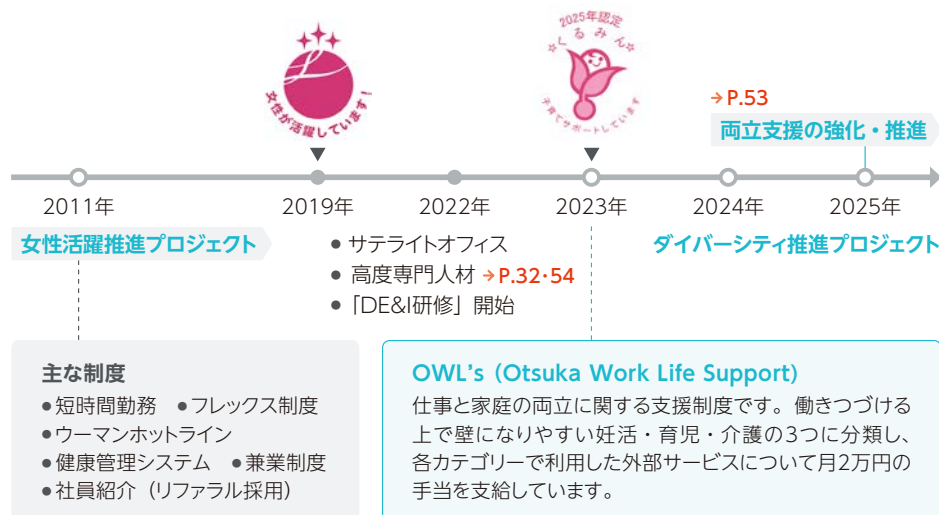 女性が活躍しています!
2025年認定
☆くるみん☆
子育てサポートしています
→P.53
両立支援の強化・推進
2011年
2019年
2022年
2023年
2024年
2025年
女性活躍推進プロジェクト
●サテライトオフィス
●高度専門人材 →P.32・54
●「DE&I研修」開始
ダイバーシティ推進プロジェクト
主な制度
●短時間勤務 ●フレックス制度
●ウーマンホットライン
●健康管理システム ●兼業制度
●社員紹介（リファラル採用）
OWL's (Otsuka Work Life Support)
仕事と家庭の両立に関する支援制度です。働きつづける
上で壁になりやすい妊活・育児・介護の3つに分類し、
各カテゴリーで利用した外部サービスについて月2万円の
手当を支給しています。